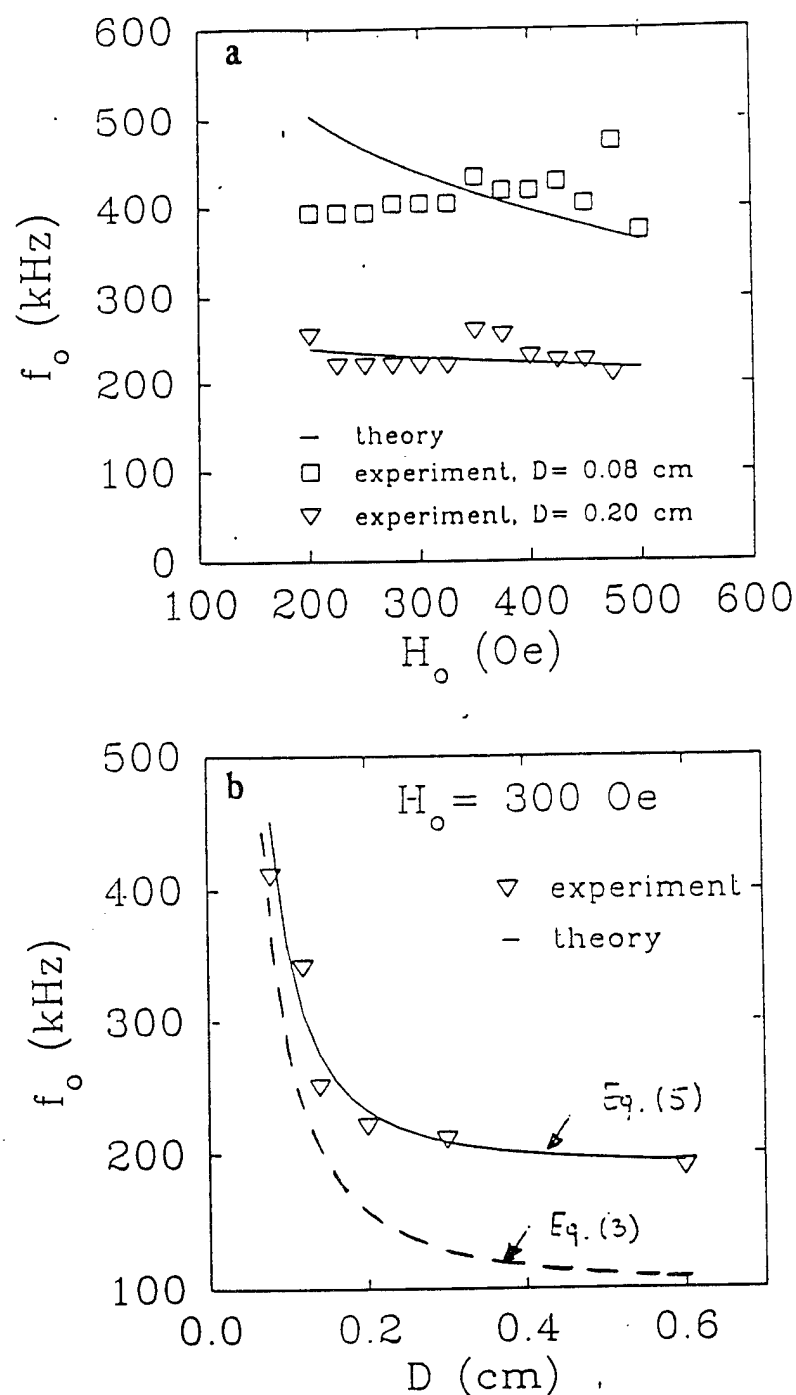 a
600
500
400
300
200
100
0
f_o (kHz)
— theory
□ experiment, D= 0.08 cm
▽ experiment, D= 0.20 cm
100 200 300 400 500 600
H_o (Oe)
b
H_o= 300 Oe
▽ experiment
— theory
500
400
300
200
100
f_o (kHz)
Eq. (5)
Eq. (3)
0.0 0.2 0.4 0.6
D (cm)